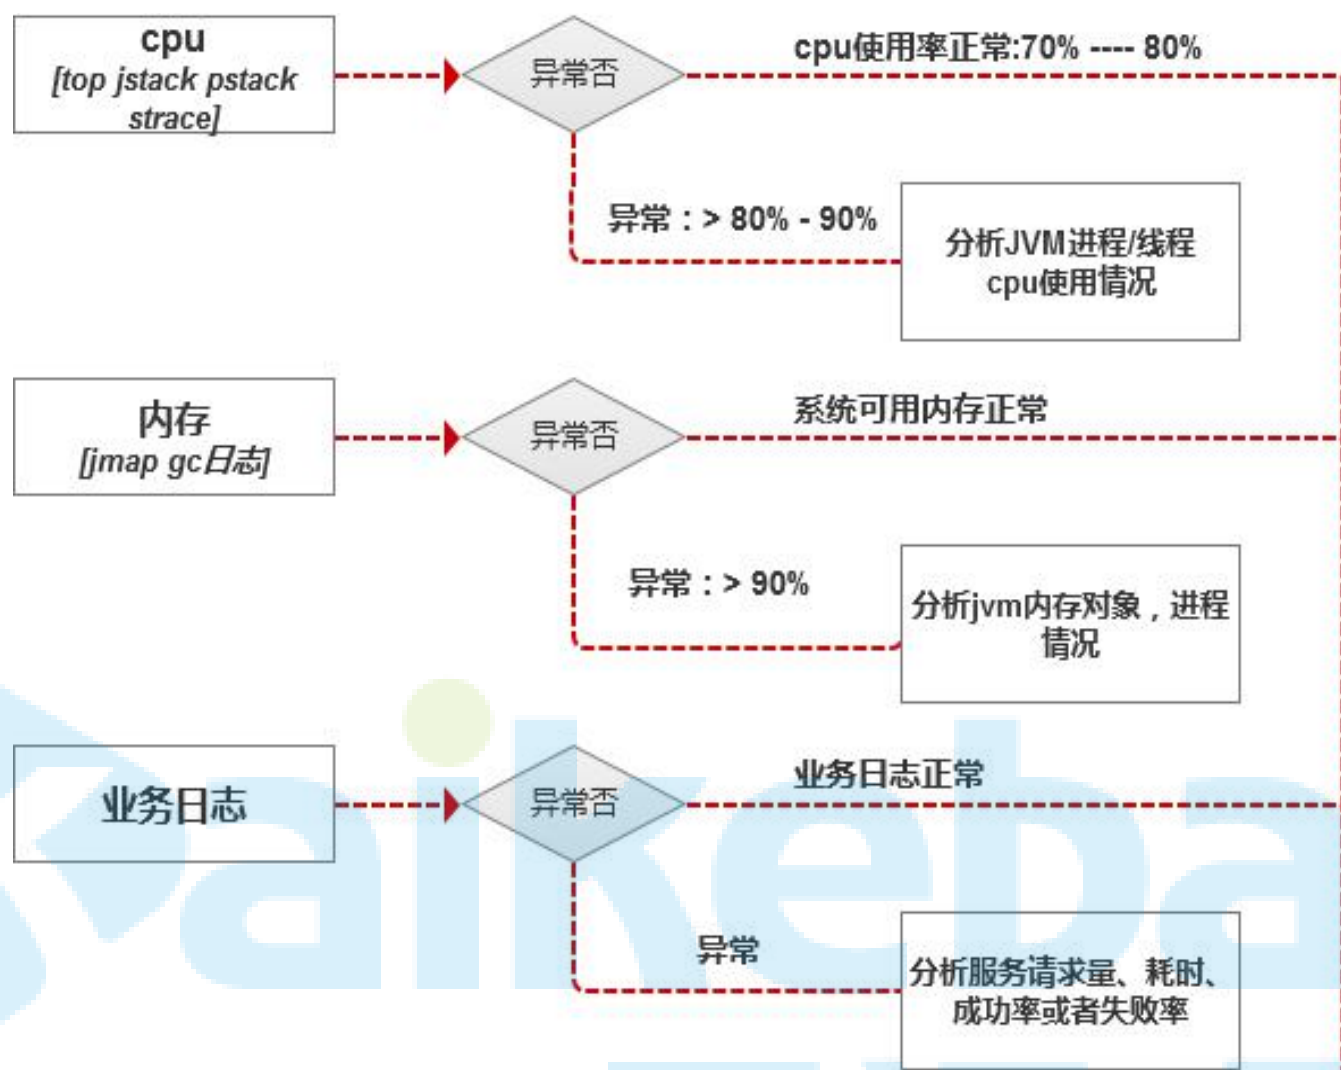 cpu
[top jstack pstack
strace]
异常否
cpu使用率正常:70% ---- 80%
异常：> 80% - 90%
分析JVM进程/线程
cpu使用情况
内存
[jmap gc日志]
异常否
系统可用内存正常
异常：> 90%
分析jvm内存对象，进程
情况
业务日志
异常否
业务日志正常
异常
分析服务请求量、耗时、
成功率或者失败率
aikeba